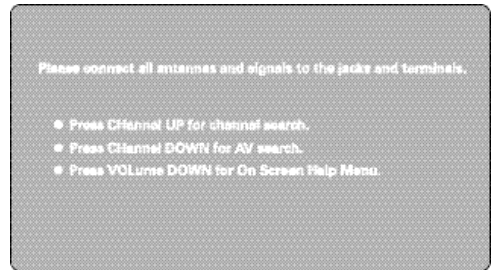 Please connect all antennas and signals to the jacks and terminals.
● Press CHannel UP for channel search.
● Press CHannel DOWN for AV search.
● Press VOLume DOWN for On Screen Help Menu.